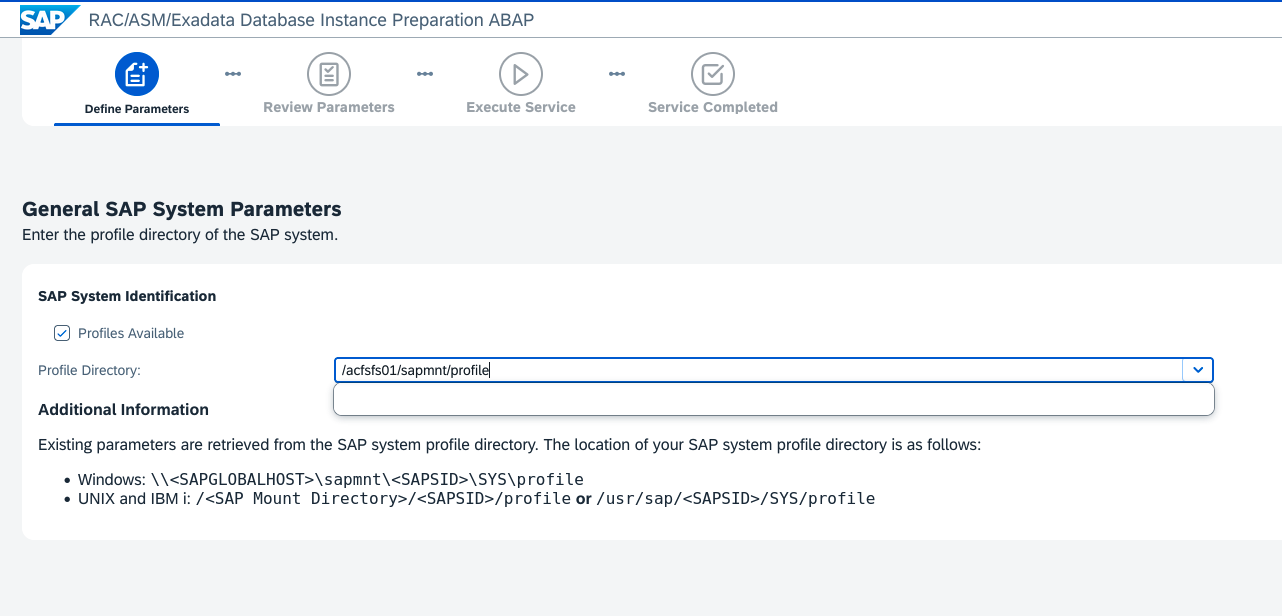 SAP RAC/ASM/Exadata Database Instance Preparation ABAP
Define Parameters
Review Parameters
Execute Service
Service Completed
General SAP System Parameters
Enter the profile directory of the SAP system.
SAP System Identification
Profiles Available
Profile Directory: /acfsfs01/sapmnt/profile
Additional Information
Existing parameters are retrieved from the SAP system profile directory. The location of your SAP system profile directory is as follows:
• Windows: \\<SAPGLOBALHOST>\sapmnt\<SAPSID>\SYS\profile
• UNIX and IBM i: /<SAP Mount Directory>/<SAPSID>/profile or /usr/sap/<SAPSID>/SYS/profile